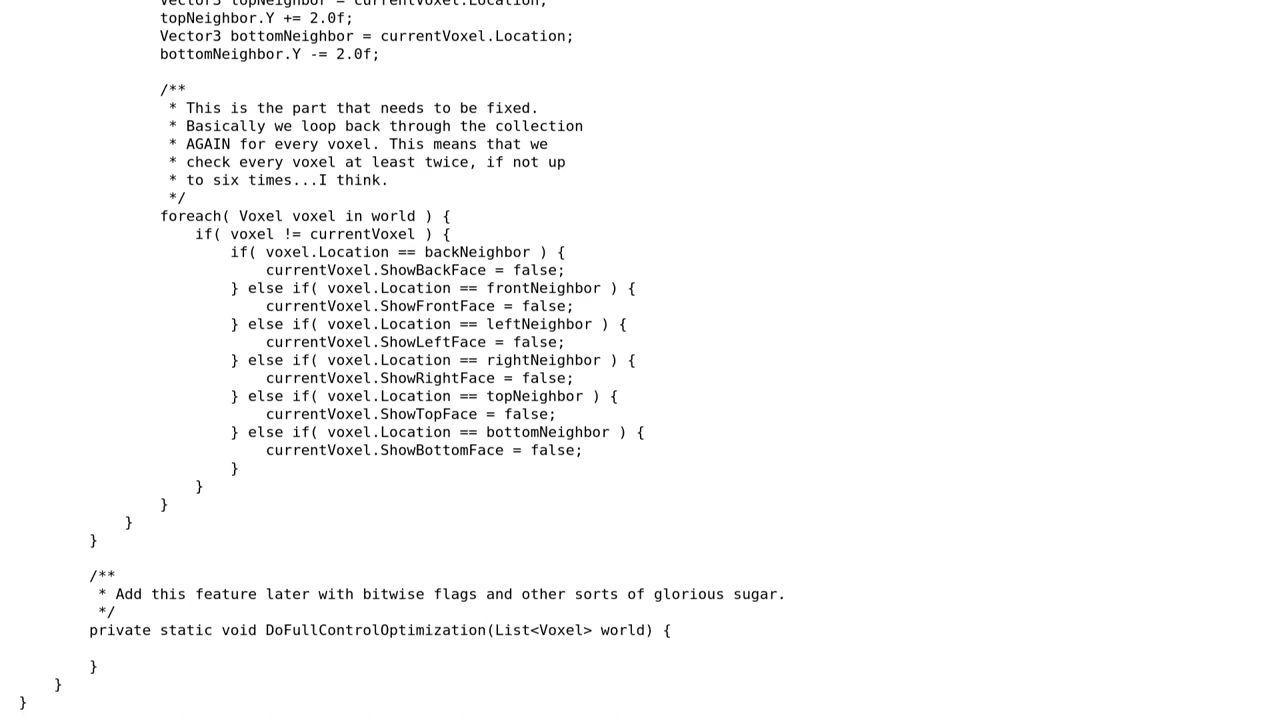 Vector3 topNeighbor = currentVoxel.Location;
topNeighbor.Y += 2.0f;
Vector3 bottomNeighbor = currentVoxel.Location;
bottomNeighbor.Y -= 2.0f;
/**
* This is the part that needs to be fixed.
* Basically we loop back through the collection
* AGAIN for every voxel. This means that we
* check every voxel at least twice, if not up
* to six times...I think.
*/
foreach( Voxel voxel in world ) {
if( voxel != currentVoxel ) {
if( voxel.Location == backNeighbor ) {
currentVoxel.ShowBackFace = false;
} else if( voxel.Location == frontNeighbor ) {
currentVoxel.ShowFrontFace = false;
} else if( voxel.Location == leftNeighbor ) {
currentVoxel.ShowLeftFace = false;
} else if( voxel.Location == rightNeighbor ) {
currentVoxel.ShowRightFace = false;
} else if( voxel.Location == topNeighbor ) {
currentVoxel.ShowTopFace = false;
} else if( voxel.Location == bottomNeighbor ) {
currentVoxel.ShowBottomFace = false;
}
}
}
}
}
/**
* Add this feature later with bitwise flags and other sorts of glorious sugar.
*/
private static void DoFullControlOptimization(List<Voxel> world) {
}
}
}